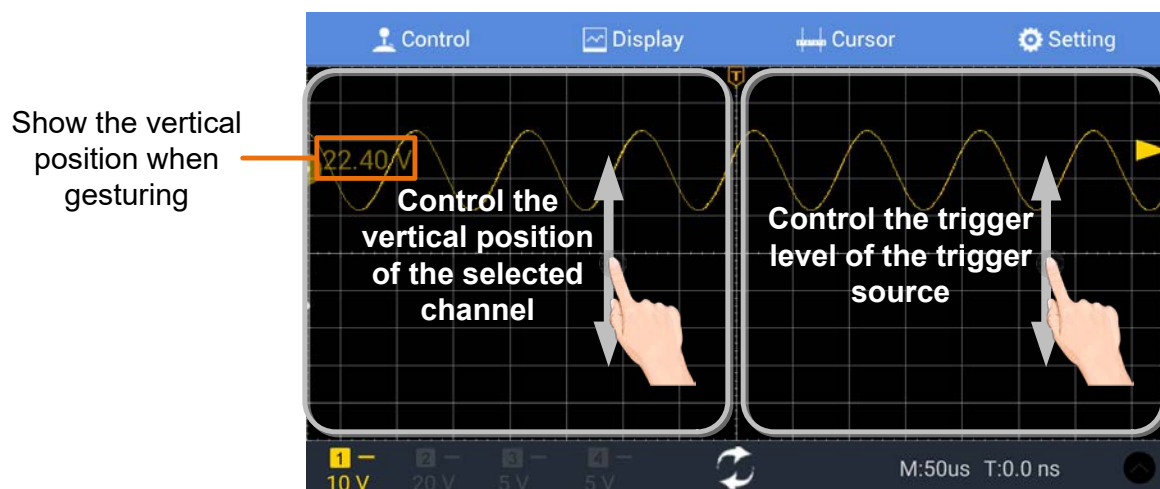 Control Display Cursor Setting
T
Show the vertical
position when
gesturing
22.40 V
Control the
vertical position
of the selected
channel
Control the trigger
level of the trigger
source
1 2 3 4
10 V 20 V 5 V 5 V
M:50us T:0.0 ns